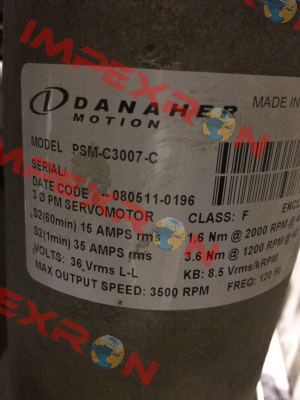 DANAHER
MOTION
MADE IN
MODEL PSM-C3007-C
SERIAL/
DATE CODE 080511-0196
3 Ø PM SERVOMOTOR
CLASS: F
ENCL
S2(60min) 15 AMPS rms
1.6 Nm @ 2000 RPM @
S2(1min) 35 AMPS rms
3.6 Nm @ 1200 RPM @
VOLTS: 36 Vrms L-L
KB: 8.5 Vrms/kRPM
MAX OUTPUT SPEED: 3500 RPM
FREQ: 120 Hz
IMPEXRON
IMPEXRON
IMPEXRON